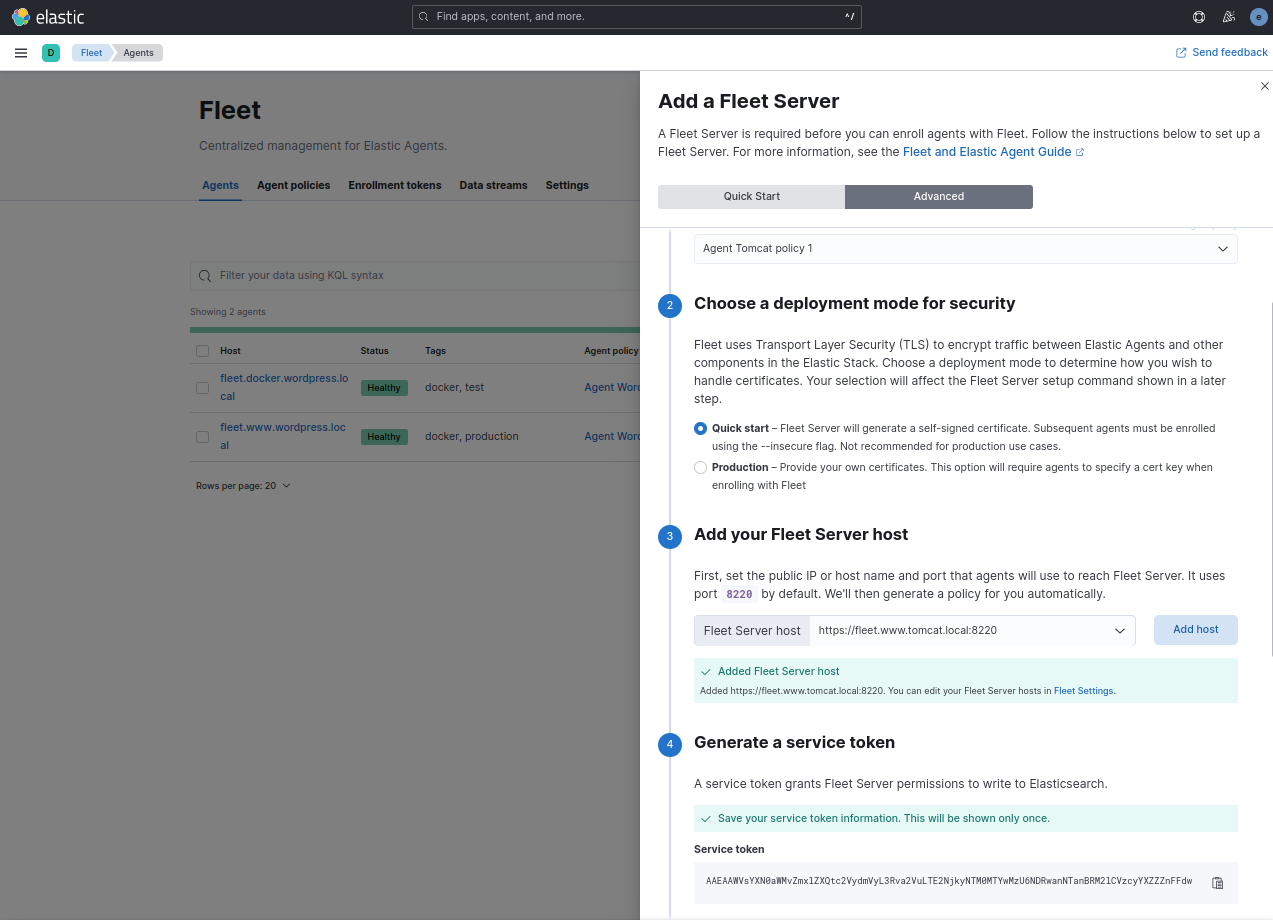 elastic
Find apps, content, and more.
^/
e
D
Fleet
Agents
Send feedback
Fleet
Centralized management for Elastic Agents.
Agents
Agent policies
Enrollment tokens
Data streams
Settings
Filter your data using KQL syntax
Showing 2 agents
Host
Status
Tags
Agent policy
fleet.docker.wordpress.lo
cal
Healthy
docker, test
Agent Word
fleet.www.wordpress.loc
al
Healthy
docker, production
Agent Word
Rows per page: 20
Add a Fleet Server
A Fleet Server is required before you can enroll agents with Fleet. Follow the instructions below to set up a
Fleet Server. For more information, see the Fleet and Elastic Agent Guide
Quick Start
Advanced
Agent Tomcat policy 1
2
Choose a deployment mode for security
Fleet uses Transport Layer Security (TLS) to encrypt traffic between Elastic Agents and other
components in the Elastic Stack. Choose a deployment mode to determine how you wish to
handle certificates. Your selection will affect the Fleet Server setup command shown in a later
step.
Quick start – Fleet Server will generate a self-signed certificate. Subsequent agents must be enrolled
using the --insecure flag. Not recommended for production use cases.
Production – Provide your own certificates. This option will require agents to specify a cert key when
enrolling with Fleet
3
Add your Fleet Server host
First, set the public IP or host name and port that agents will use to reach Fleet Server. It uses
port 8220 by default. We'll then generate a policy for you automatically.
Fleet Server host
https://fleet.www.tomcat.local:8220
Add host
Added Fleet Server host
Added https://fleet.www.tomcat.local:8220. You can edit your Fleet Server hosts in Fleet Settings.
4
Generate a service token
A service token grants Fleet Server permissions to write to Elasticsearch.
Save your service token information. This will be shown only once.
Service token
AAEAAWVsYXN0aWMvZmxlZXQtc2VydmVyL3Rva2VuLTE2NjkyNTM0MTYwMzU6NDRwanNTanBRM2lCVzcyYXZZZnFFdw